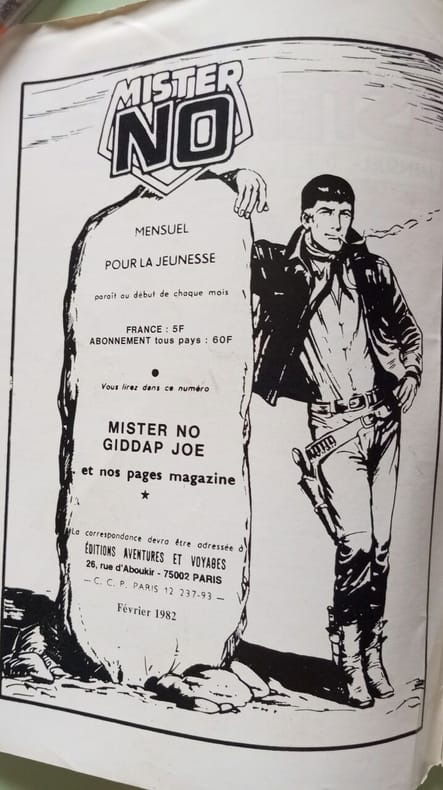 MISTER
NO
MENSUEL
POUR LA JEUNESSE
paraît au début de chaque mois
FRANCE : 5F
ABONNEMENT tous pays : 60F
Vous lirez dans ce numéro
MISTER NO
GIDDAP JOE
et nos pages magazine
La correspondance devra être adressée à
ÉDITIONS AVENTURES ET VOYAGES
26, rue d'Aboukir - 75002 PARIS
— C. C. P. PARIS 12 237-93 —
Février 1982